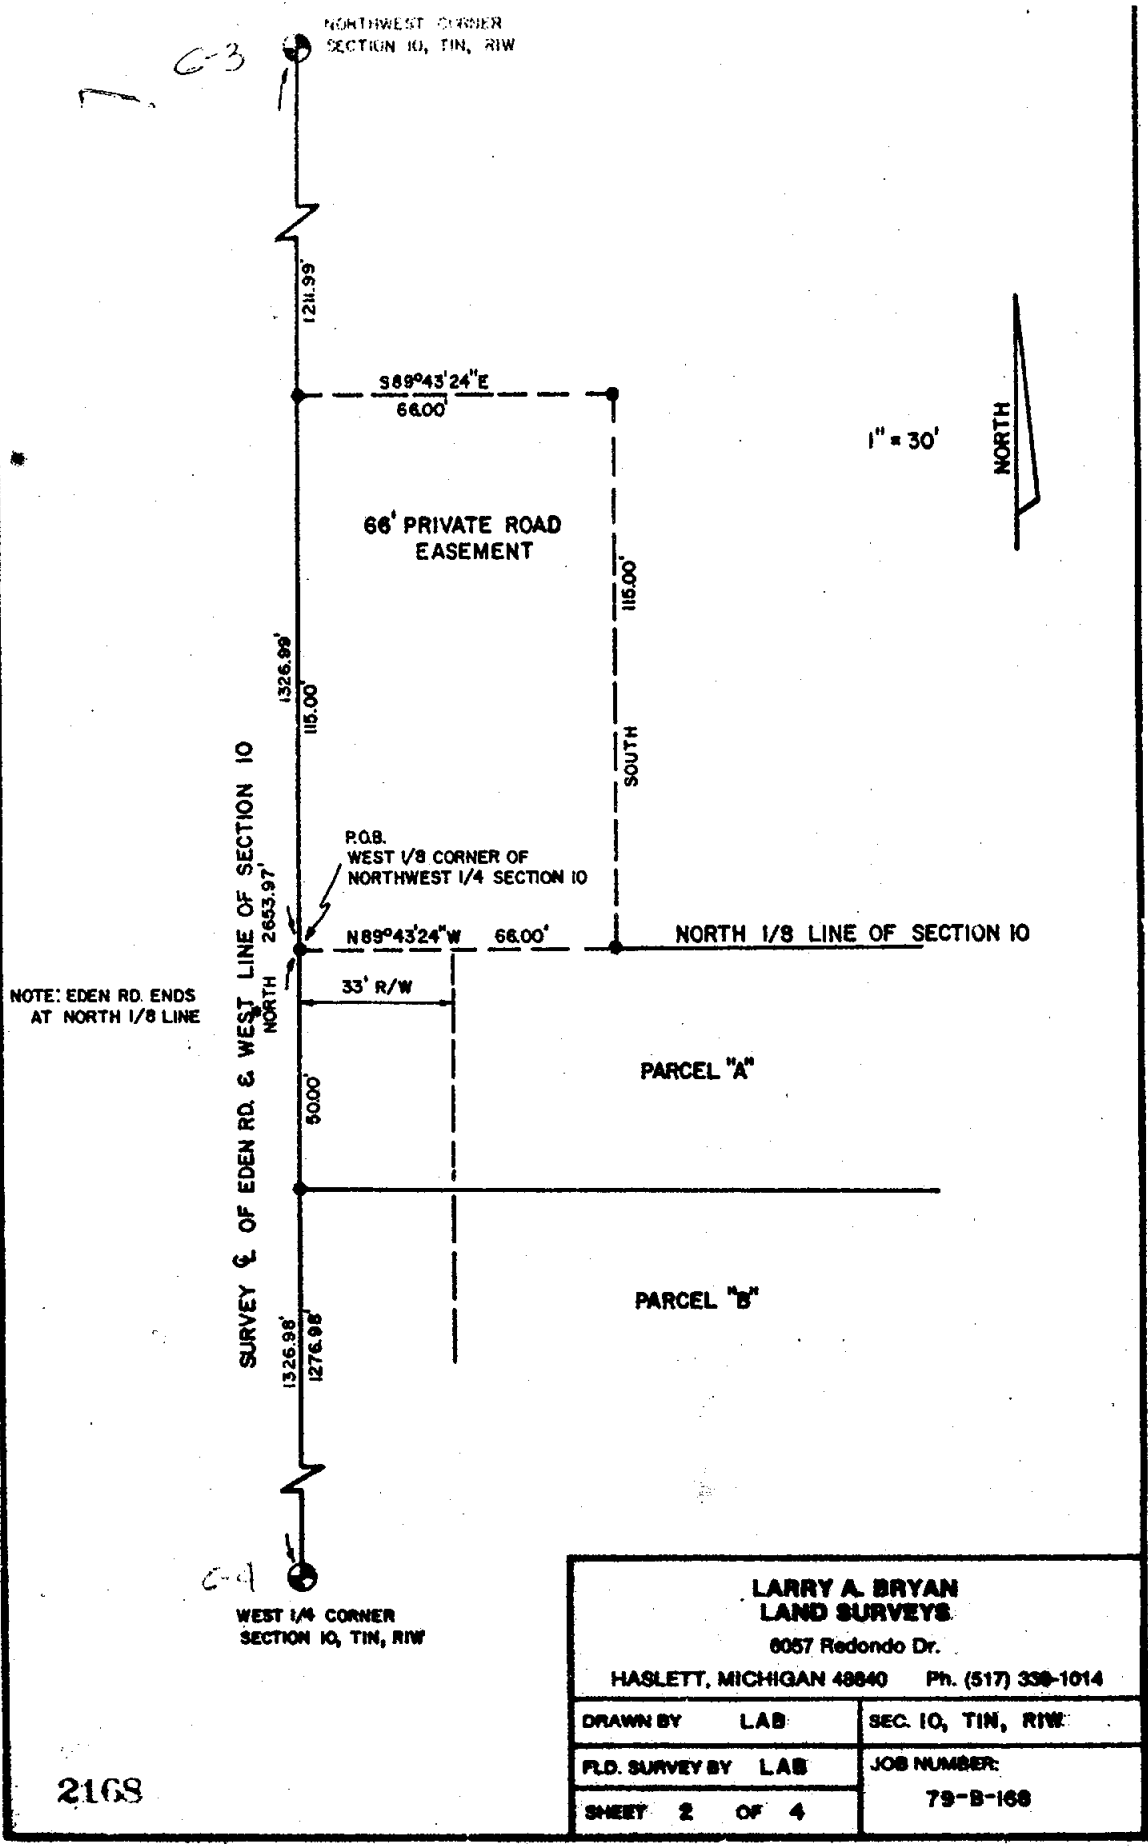 NORTHWEST CORNER
SECTION 10, T1N, R1W
C-3
7.
1211.99'
S89°43'24"E
66.00'
1" = 30'
NORTH
66' PRIVATE ROAD
EASEMENT
115.00'
SOUTH
1326.99'
115.00'
P.O.B.
WEST 1/8 CORNER OF
NORTHWEST 1/4 SECTION 10
N89°43'24"W 66.00'
NORTH 1/8 LINE OF SECTION 10
33' R/W
NOTE: EDEN RD. ENDS
AT NORTH 1/8 LINE
SURVEY ℄ OF EDEN RD. & WEST LINE OF SECTION 10
NORTH 2653.97'
PARCEL "A"
50.00'
PARCEL "B"
1326.98'
1276.98'
C-4
WEST 1/4 CORNER
SECTION 10, T1N, R1W
LARRY A. BRYAN
LAND SURVEYS
6057 Redondo Dr.
HASLETT, MICHIGAN 48840 Ph. (517) 339-1014
DRAWN BY LAB
SEC. 10, T1N, R1W
FLD. SURVEY BY LAB
JOB NUMBER:
79-B-168
SHEET 2 OF 4
2168